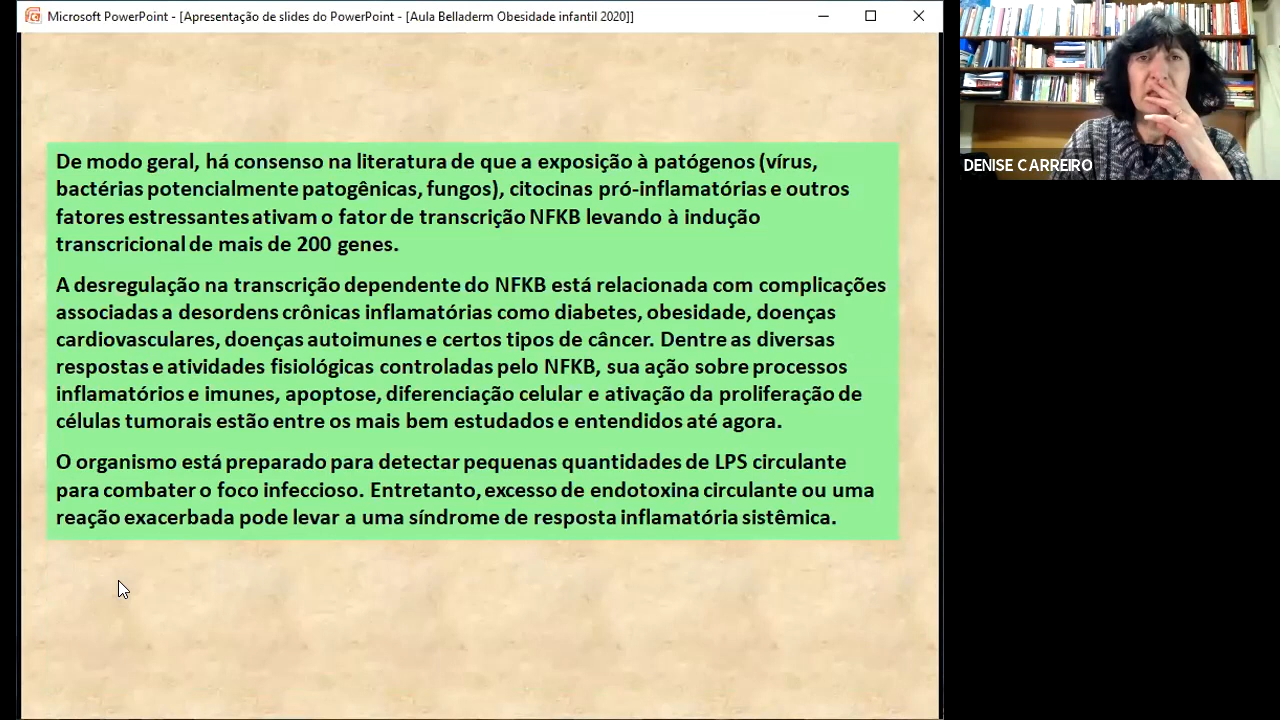 Microsoft PowerPoint - [Apresentação de slides do PowerPoint - [Aula Belladerm Obesidade infantil 2020]]
De modo geral, há consenso na literatura de que a exposição à patógenos (vírus,
bactérias potencialmente patogênicas, fungos), citocinas pró-inflamatórias e outros
fatores estressantes ativam o fator de transcrição NFKB levando à indução
transcricional de mais de 200 genes.
A desregulação na transcrição dependente do NFKB está relacionada com complicações
associadas a desordens crônicas inflamatórias como diabetes, obesidade, doenças
cardiovasculares, doenças autoimunes e certos tipos de câncer. Dentre as diversas
respostas e atividades fisiológicas controladas pelo NFKB, sua ação sobre processos
inflamatórios e imunes, apoptose, diferenciação celular e ativação da proliferação de
células tumorais estão entre os mais bem estudados e entendidos até agora.
O organismo está preparado para detectar pequenas quantidades de LPS circulante
para combater o foco infeccioso. Entretanto, excesso de endotoxina circulante ou uma
reação exacerbada pode levar a uma síndrome de resposta inflamatória sistêmica.
DENISE CARREIRO